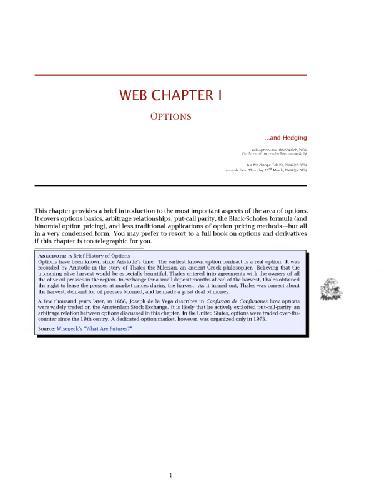 WEB CHAPTER I
OPTIONS
...and Hedging
This chapter provides a brief introduction to the most important aspects of the area of options.
It covers options basics, arbitrage relationships, put-call parity, the Black-Scholes formula (and
binomial option pricing), and less traditional applications of option pricing methods—but all
in a very condensed form. You may prefer to resort to a full book on options and derivatives
if this chapter is too telegraphic for you.
A Brief History of Options
Options have been known since Aristotle's time. The earliest known option contract is a real option. It was
recorded by Aristotle in the story of Thales the Milesian, an ancient Greek philosopher. Believing that the
upcoming olive harvest would be especially bountiful, Thales entered into agreements with the owners of all
the olive oil presses in the region. In exchange for a small deposit months ahead of the harvest, Thales obtained
the right to lease the presses at market prices during the harvest. As it turned out, Thales was correct about
the harvest, demand for oil presses boomed, and he made a great deal of money.
A few thousand years later, in 1688, Joseph de la Vega describes in Confusion de Confusiones how options
were widely traded on the Amsterdam Stock Exchange. It is likely that he actively exploited put-call parity, an
arbitrage relation between options discussed in this chapter. In the United States, options were traded over-the-
counter since the 19th century. A dedicated options market, however, was organized only in 1973.
Source: "What Are Futures?"
1